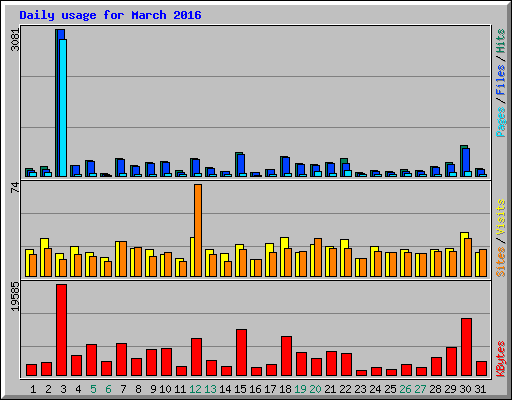 Daily usage for March 2016
3081
Pages / Files / Hits
74
Sites / Visits
19585
KBytes
1 2 3 4 5 6 7 8 9 10 11 12 13 14 15 16 17 18 19 20 21 22 23 24 25 26 27 28 29 30 31